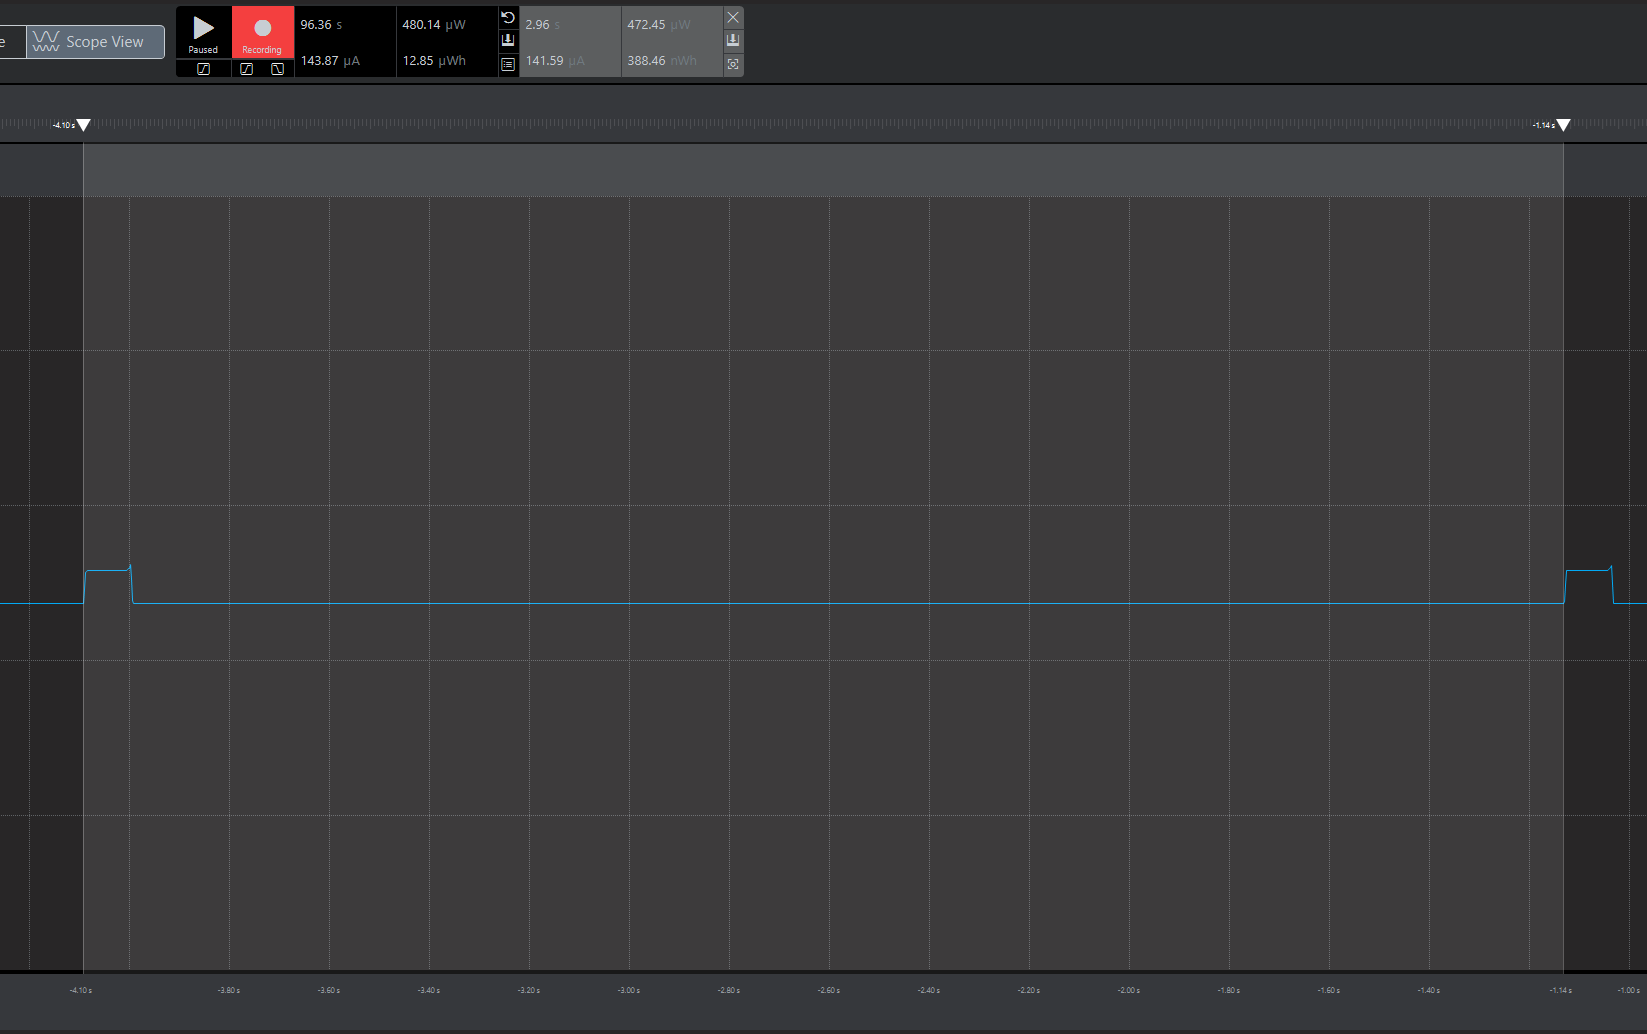 e
Scope View
Paused
Recording
96.36 s
143.87 µA
480.14 µW
12.85 µWh
2.96 s
141.59 µA
472.45 µW
388.46 nWh
-4.10 s
-1.14 s
-4.10 s
-3.80 s
-3.60 s
-3.40 s
-3.20 s
-3.00 s
-2.80 s
-2.60 s
-2.40 s
-2.20 s
-2.00 s
-1.80 s
-1.60 s
-1.40 s
-1.14 s
-1.00 s